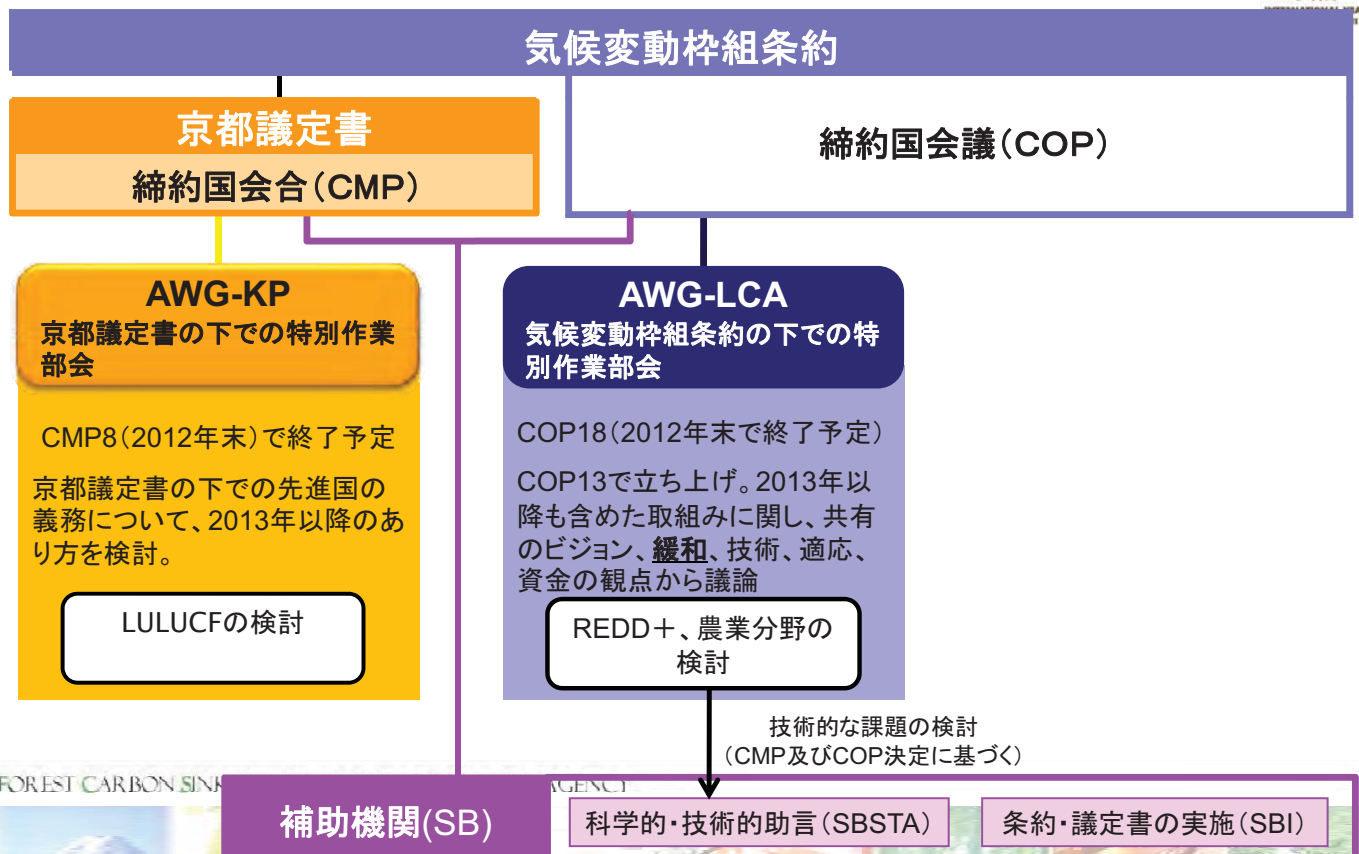 気候変動枠組条約
京都議定書
締約国会合(CMP)
締約国会議(COP)
AWG-KP
京都議定書の下での特別作業
部会
CMP8(2012年末)で終了予定
京都議定書の下での先進国の
義務について、2013年以降のあ
り方を検討。
LULUCFの検討
AWG-LCA
気候変動枠組条約の下での特
別作業部会
COP18(2012年末で終了予定)
COP13で立ち上げ。2013年以
降も含めた取組みに関し、共有
のビジョン、緩和、技術、適応、
資金の観点から議論
REDD+、農業分野の
検討
技術的な課題の検討
(CMP及びCOP決定に基づく)
FOREST CARBON SINK
補助機関(SB)
科学的・技術的助言(SBSTA)
条約・議定書の実施(SBI)